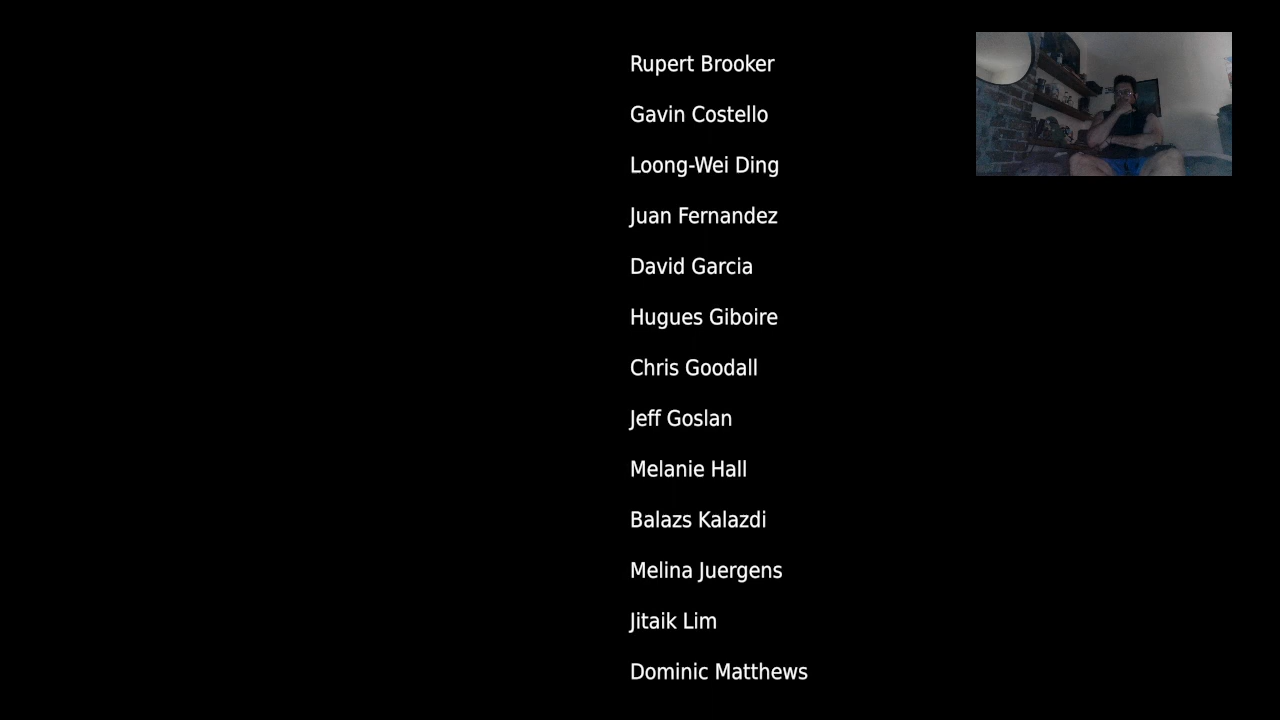 Rupert Brooker
Gavin Costello
Loong-Wei Ding
Juan Fernandez
David Garcia
Hugues Giboire
Chris Goodall
Jeff Goslan
Melanie Hall
Balazs Kalazdi
Melina Juergens
Jitaik Lim
Dominic Matthews